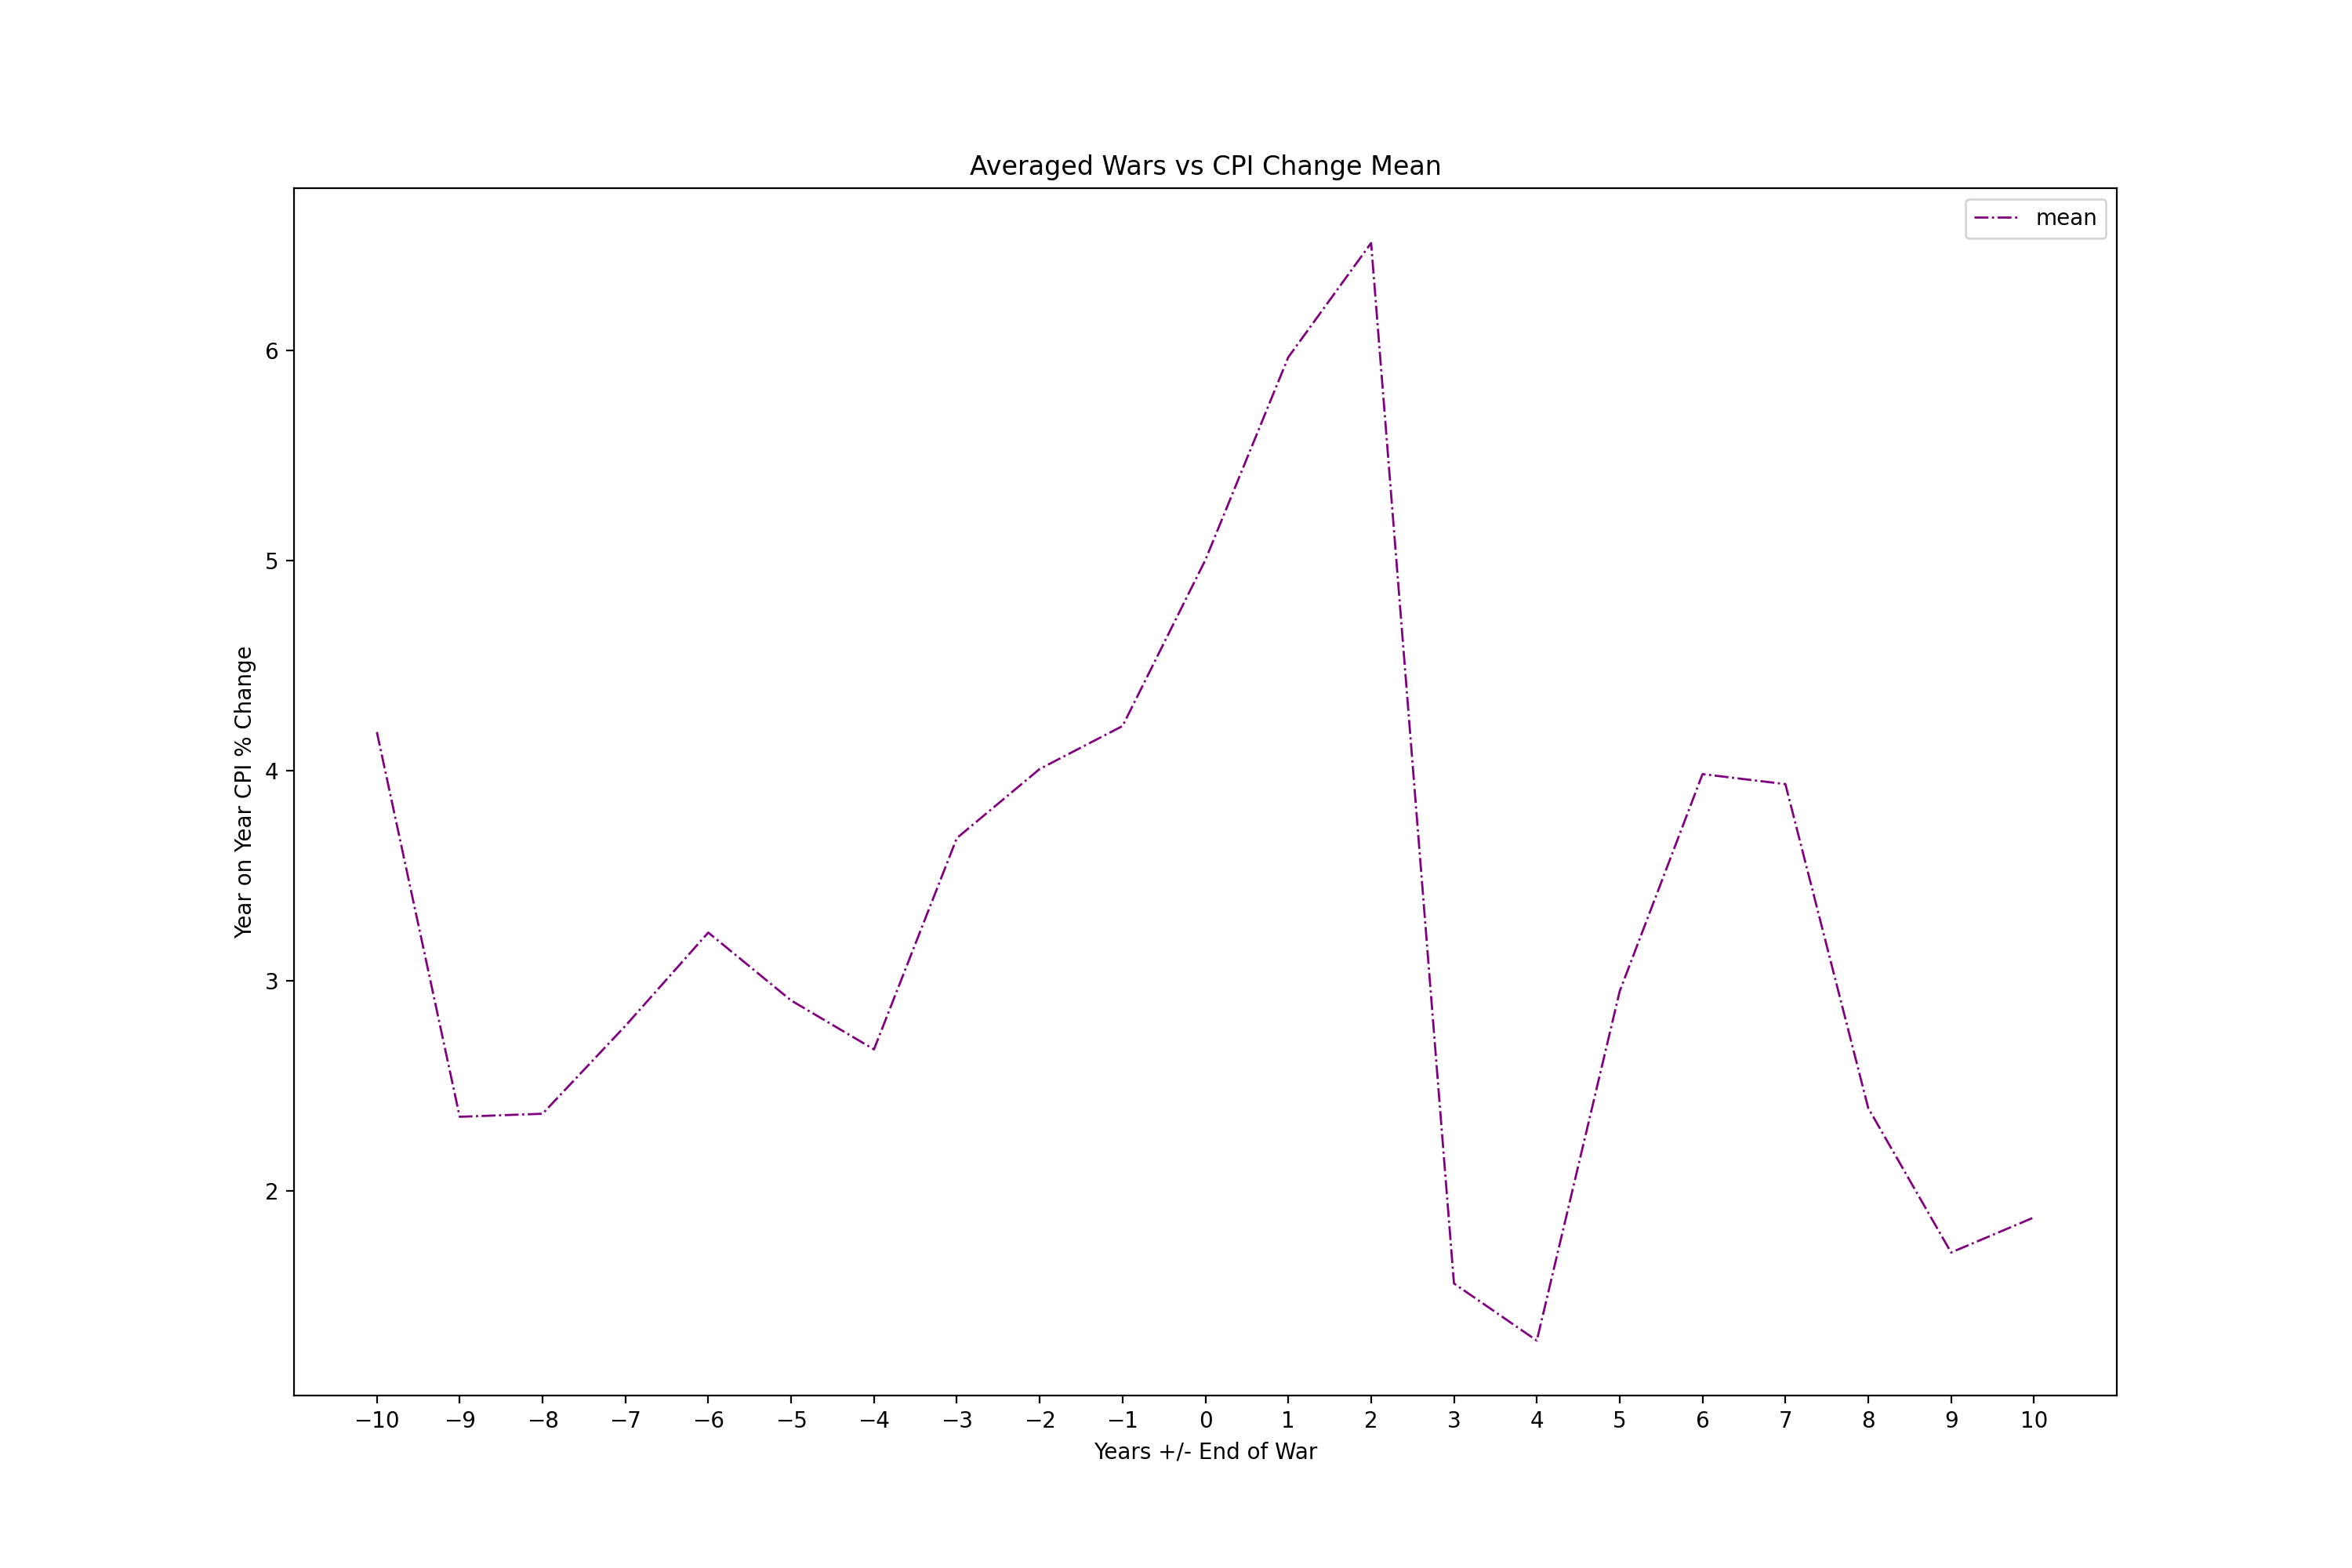 Averaged Wars vs CPI Change Mean
mean
Year on Year CPI % Change
6
5
4
3
2
−10 −9 −8 −7 −6 −5 −4 −3 −2 −1 0 1 2 3 4 5 6 7 8 9 10
Years +/- End of War